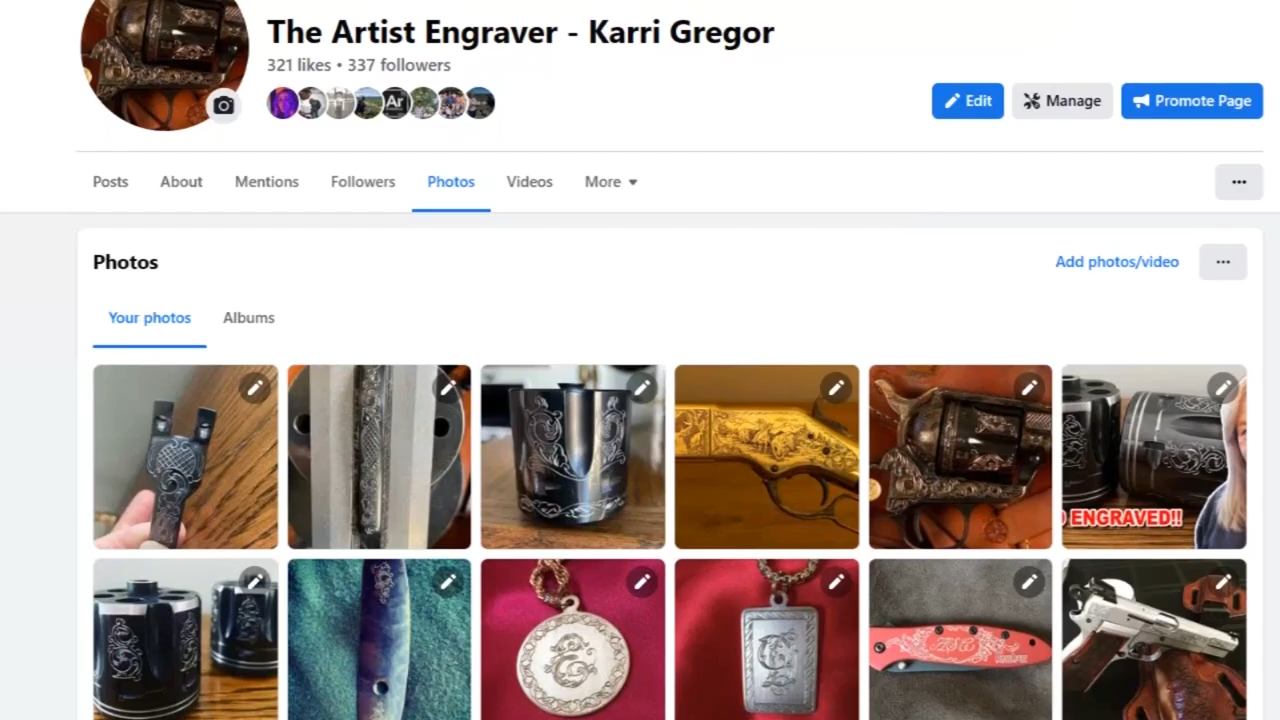 The Artist Engraver - Karri Gregor
321 likes • 337 followers
Ar
Edit
Manage
Promote Page
Posts
About
Mentions
Followers
Photos
Videos
More
Photos
Add photos/video
Your photos
Albums
ENGRAVED!!